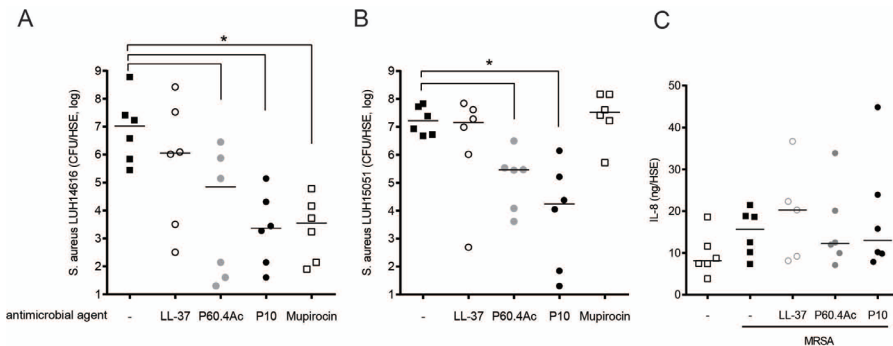 A
B
C
*
*
S. aureus LUH14616 (CFU/HSE, log)
9
8
7
6
5
4
3
2
1
S. aureus LUH15051 (CFU/HSE, log)
9
8
7
6
5
4
3
2
1
IL-8 (ng/HSE)
50
40
30
20
10
0
antimicrobial agent - LL-37 P60.4Ac P10 Mupirocin
- LL-37 P60.4Ac P10 Mupirocin
- - LL-37 P60.4Ac P10
MRSA